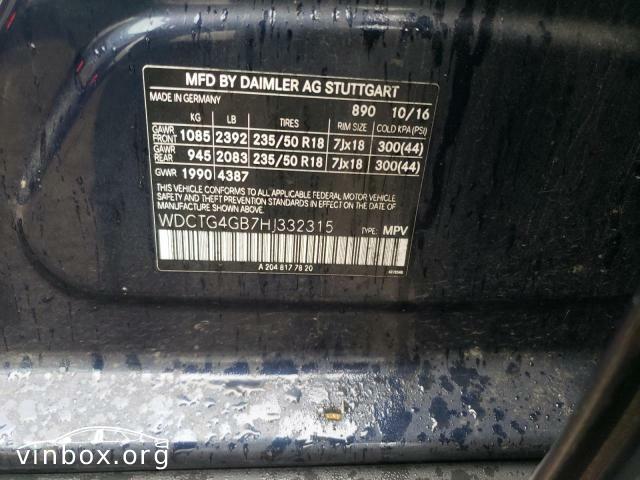 MFD BY DAIMLER AG STUTTGART
MADE IN GERMANY 890 10/16
KG LB TIRES RIM SIZE COLD KPA(PSI)
GAWR FRONT 1085 2392 235/50 R18 7Jx18 300(44)
GAWR REAR 945 2083 235/50 R18 7Jx18 300(44)
GVWR 1990 4387
THIS VEHICLE CONFORMS TO ALL APPLICABLE FEDERAL MOTOR VEHICLE
SAFETY STANDARDS IN EFFECT ON THE DATE OF MANUFACTURE SHOWN ABOVE
WDCTG4GB7HJ332315 TYPE: MPV
A 204 817 78 20
vinbox.org